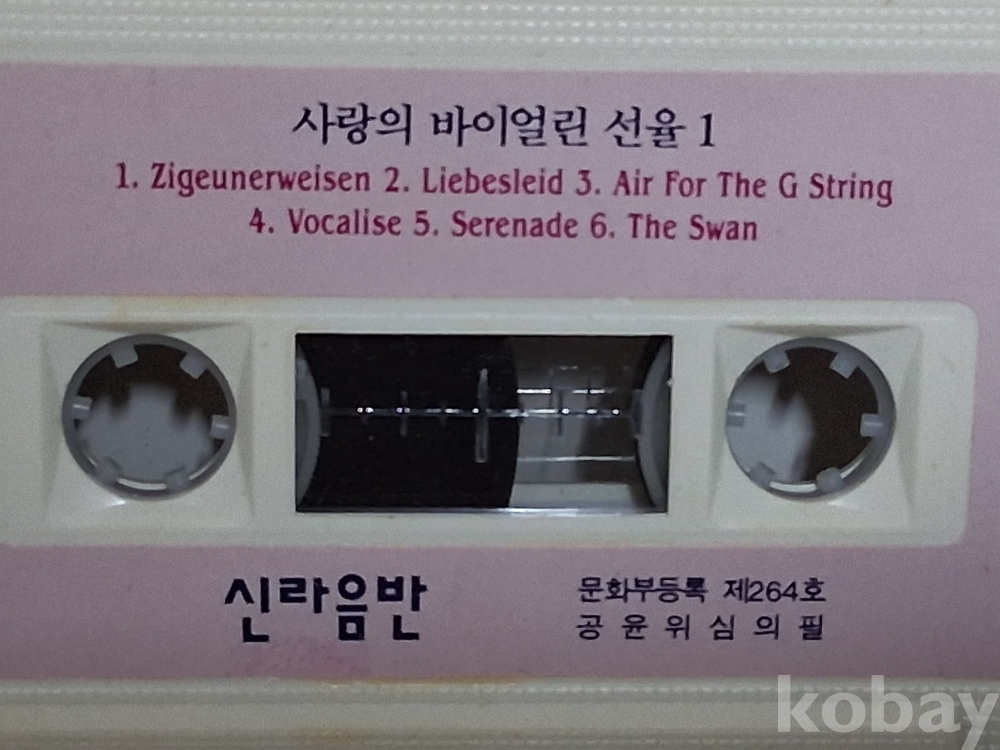 사랑의 바이얼린 선율 1
1. Zigeunerweisen 2. Liebesleid 3. Air For The G String
4. Vocalise 5. Serenade 6. The Swan
신라음반
문화부등록 제264호
공 윤 위 심 의 필
kobay